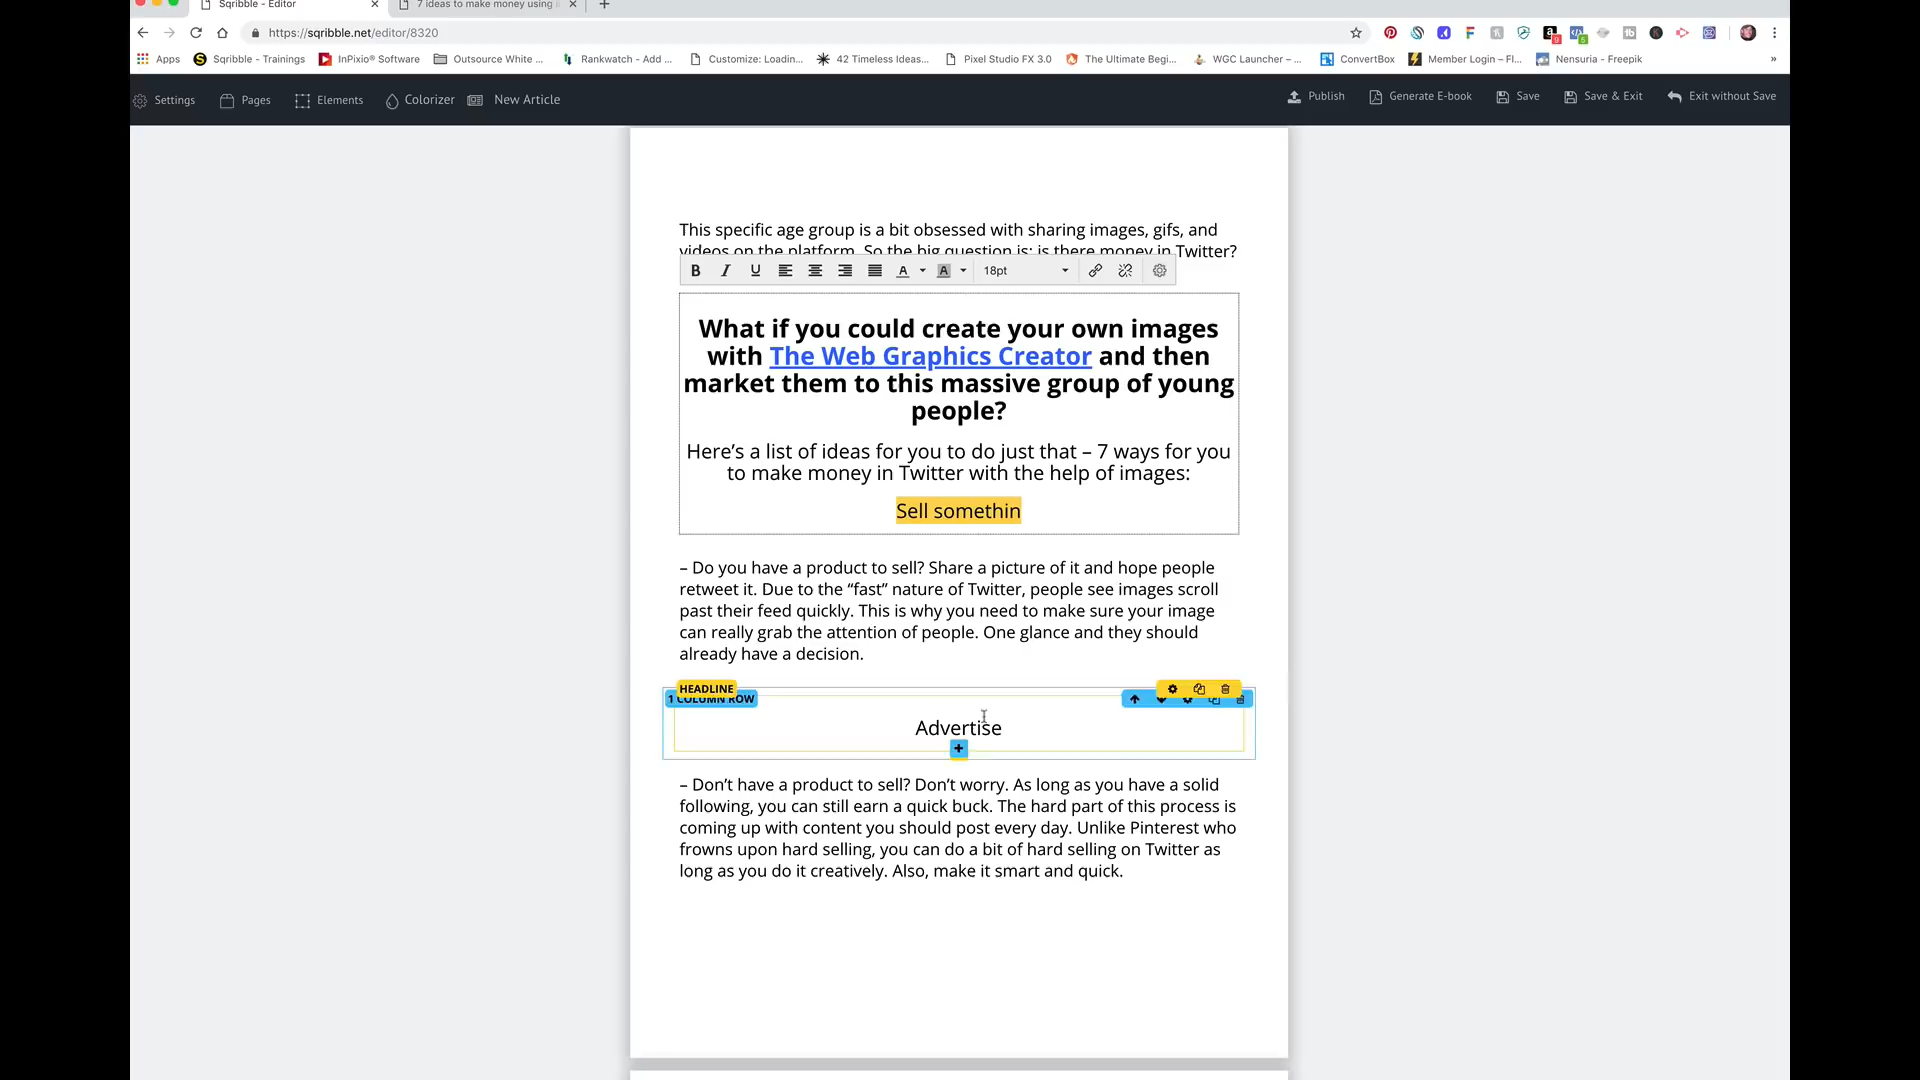 Sqribble - Editor
7 ideas to make money using
https://sqribble.net/editor/8320
Apps
Sqribble - Trainings
InPixio® Software
Outsource White ...
Rankwatch - Add ...
Customize: Loadin...
42 Timeless Ideas...
Pixel Studio FX 3.0
The Ultimate Begi...
WGC Launcher – ...
ConvertBox
Member Login – Fl...
Nensuria - Freepik
»
Settings
Pages
Elements
Colorizer
New Article
Publish
Generate E-book
Save
Save & Exit
Exit without Save
This specific age group is a bit obsessed with sharing images, gifs, and
videos on the platform. So the big question is: is there money in Twitter?
B I U A A 18pt
What if you could create your own images
with The Web Graphics Creator and then
market them to this massive group of young
people?
Here’s a list of ideas for you to do just that – 7 ways for you
to make money in Twitter with the help of images:
Sell somethin
– Do you have a product to sell? Share a picture of it and hope people
retweet it. Due to the “fast” nature of Twitter, people see images scroll
past their feed quickly. This is why you need to make sure your image
can really grab the attention of people. One glance and they should
already have a decision.
HEADLINE
1 COLUMN ROW
Advertise
– Don’t have a product to sell? Don’t worry. As long as you have a solid
following, you can still earn a quick buck. The hard part of this process is
coming up with content you should post every day. Unlike Pinterest who
frowns upon hard selling, you can do a bit of hard selling on Twitter as
long as you do it creatively. Also, make it smart and quick.